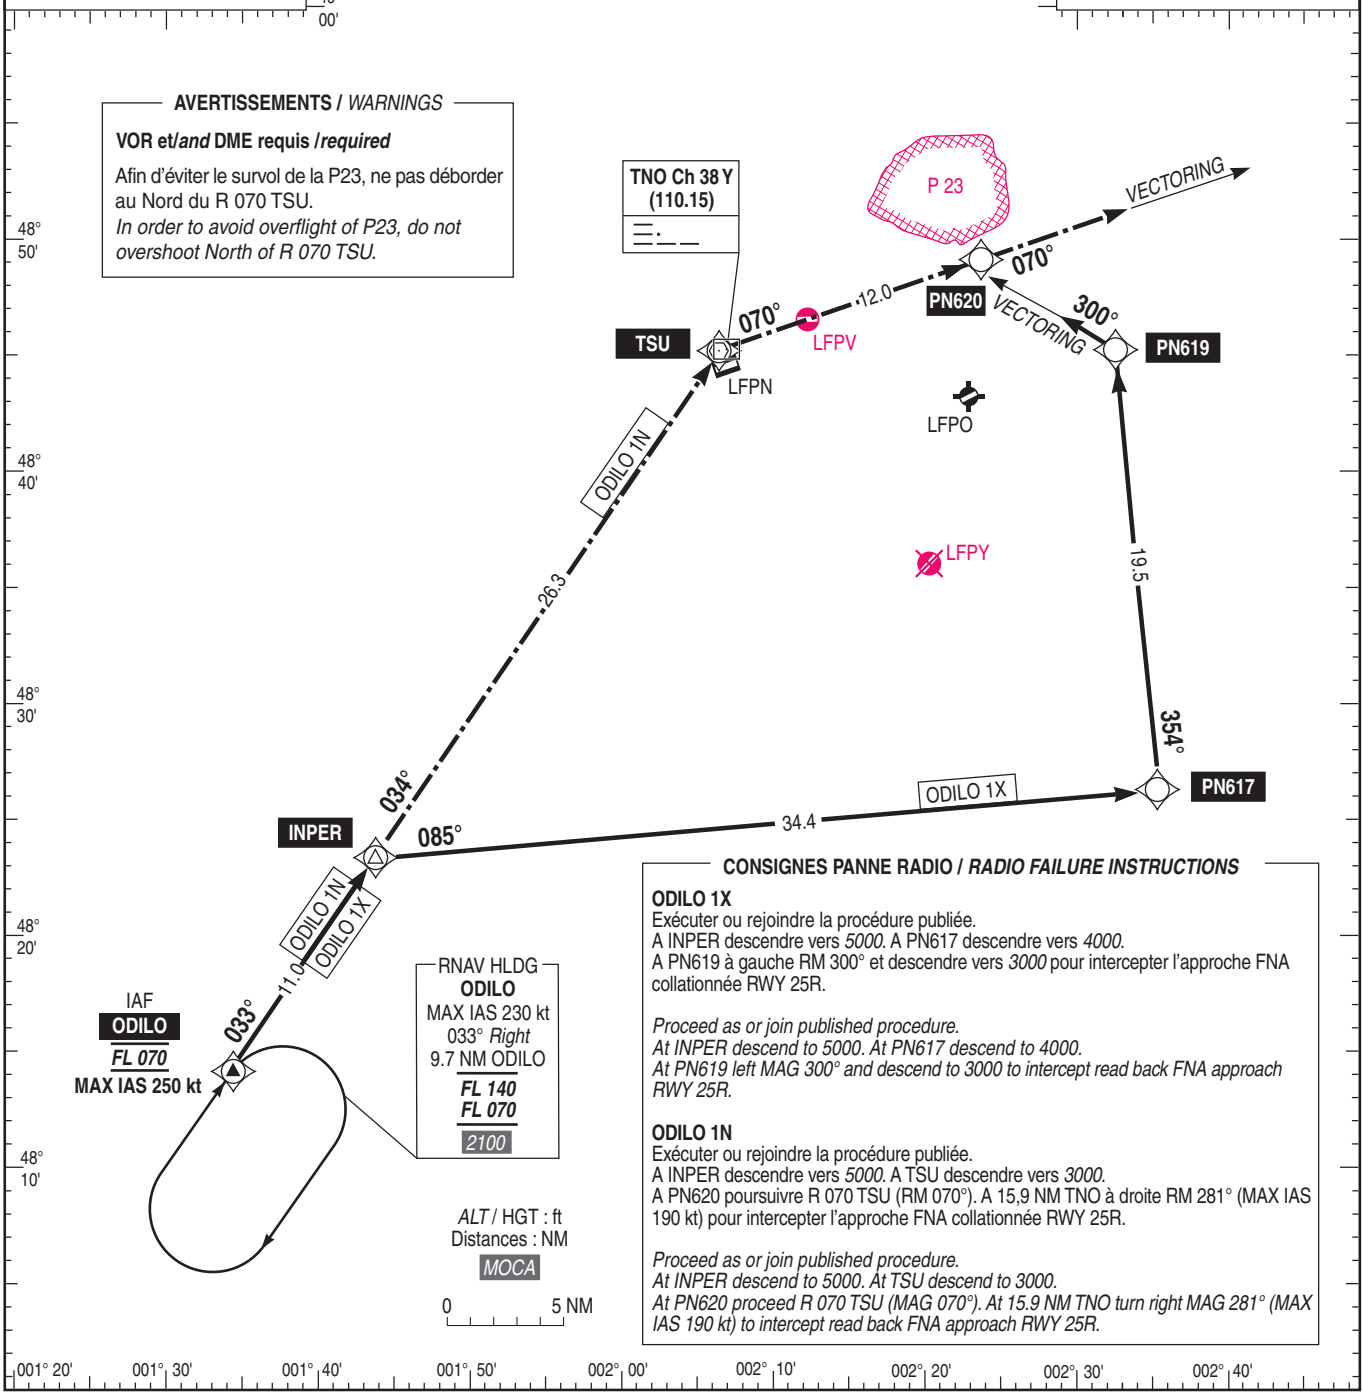 00'
AVERTISSEMENTS / WARNINGS
VOR et/and DME requis /required
Afin d'éviter le survol de la P23, ne pas déborder
au Nord du R 070 TSU.
In order to avoid overflight of P23, do not
overshoot North of R 070 TSU.
TNO Ch 38 Y
(110.15)
P 23
VECTORING
48°
50'
070°
PN620
12.0
VECTORING
300°
070°
LFPV
TSU
PN619
LFPN
LFPO
ODILO 1N
48°
40'
LFPY
19.5
26.3
48°
30'
354°
034°
PN617
ODILO 1X
INPER
085°
34.4
ODILO 1N
ODILO 1X
48°
20'
11.0
033°
IAF
ODILO
FL 070
MAX IAS 250 kt
RNAV HLDG
ODILO
MAX IAS 230 kt
033° Right
9.7 NM ODILO
FL 140
FL 070
2100
48°
10'
ALT / HGT : ft
Distances : NM
MOCA
0 5 NM
CONSIGNES PANNE RADIO / RADIO FAILURE INSTRUCTIONS
ODILO 1X
Exécuter ou rejoindre la procédure publiée.
A INPER descendre vers 5000. A PN617 descendre vers 4000.
A PN619 à gauche RM 300° et descendre vers 3000 pour intercepter l'approche FNA
collationnée RWY 25R.
Proceed as or join published procedure.
At INPER descend to 5000. At PN617 descend to 4000.
At PN619 left MAG 300° and descend to 3000 to intercept read back FNA approach
RWY 25R.
ODILO 1N
Exécuter ou rejoindre la procédure publiée.
A INPER descendre vers 5000. A TSU descendre vers 3000.
A PN620 poursuivre R 070 TSU (RM 070°). A 15,9 NM TNO à droite RM 281° (MAX IAS
190 kt) pour intercepter l'approche FNA collationnée RWY 25R.
Proceed as or join published procedure.
At INPER descend to 5000. At TSU descend to 3000.
At PN620 proceed R 070 TSU (MAG 070°). At 15.9 NM TNO turn right MAG 281° (MAX
IAS 190 kt) to intercept read back FNA approach RWY 25R.
001° 20' 001° 30' 001° 40' 001° 50' 002° 00' 002° 10' 002° 20' 002° 30' 002° 40'